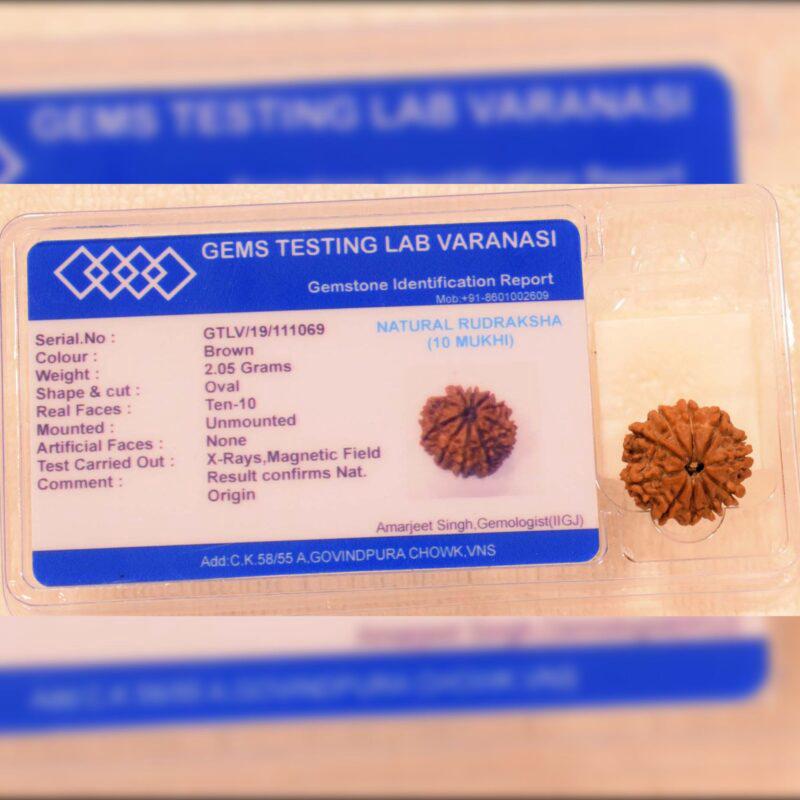 GEMS TESTING LAB VARANASI
GEMS TESTING LAB VARANASI
Gemstone Identification Report
Mob:+91-8601002609
NATURAL RUDRAKSHA
(10 MUKHI)
Serial.No : GTLV/19/111069
Colour : Brown
Weight : 2.05 Grams
Shape & cut : Oval
Real Faces : Ten-10
Mounted : Unmounted
Artificial Faces : None
Test Carried Out : X-Rays,Magnetic Field
Comment : Result confirms Nat.
Origin
Amarjeet Singh,Gemologist(IIGJ)
Add:C.K.58/55 A,GOVINDPURA CHOWK,VNS